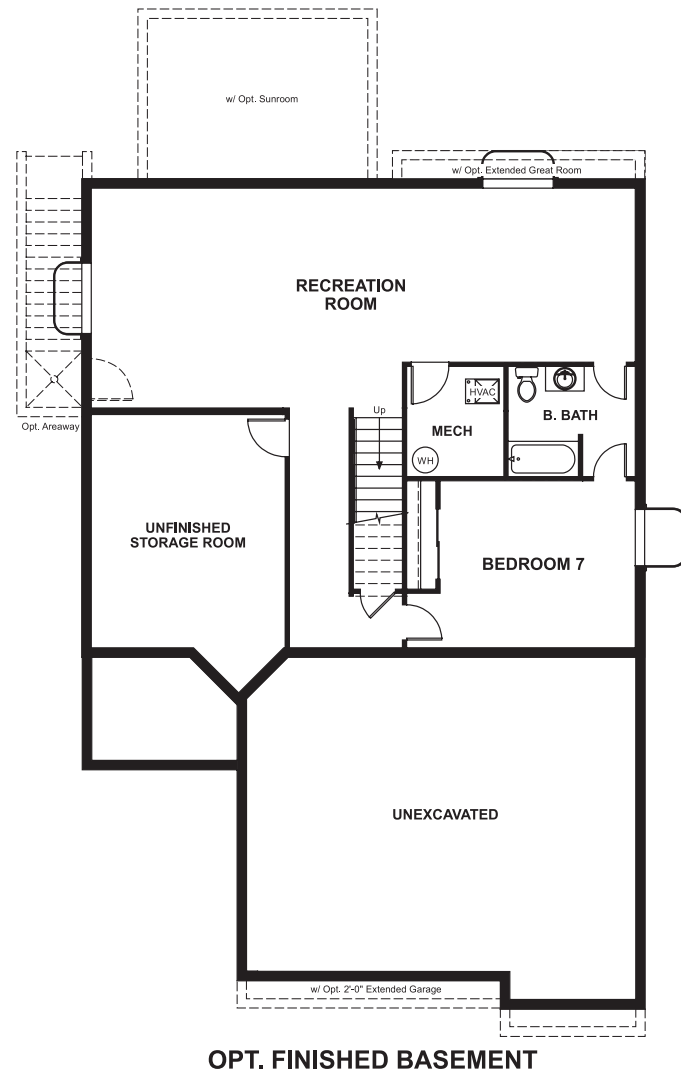 w/ Opt. Sunroom
w/ Opt. Extended Great Room
RECREATION
ROOM
Opt. Areaway
Up
HVAC
MECH
B. BATH
WH
UNFINISHED
STORAGE ROOM
BEDROOM 7
UNEXCAVATED
w/ Opt. 2'-0" Extended Garage
OPT. FINISHED BASEMENT